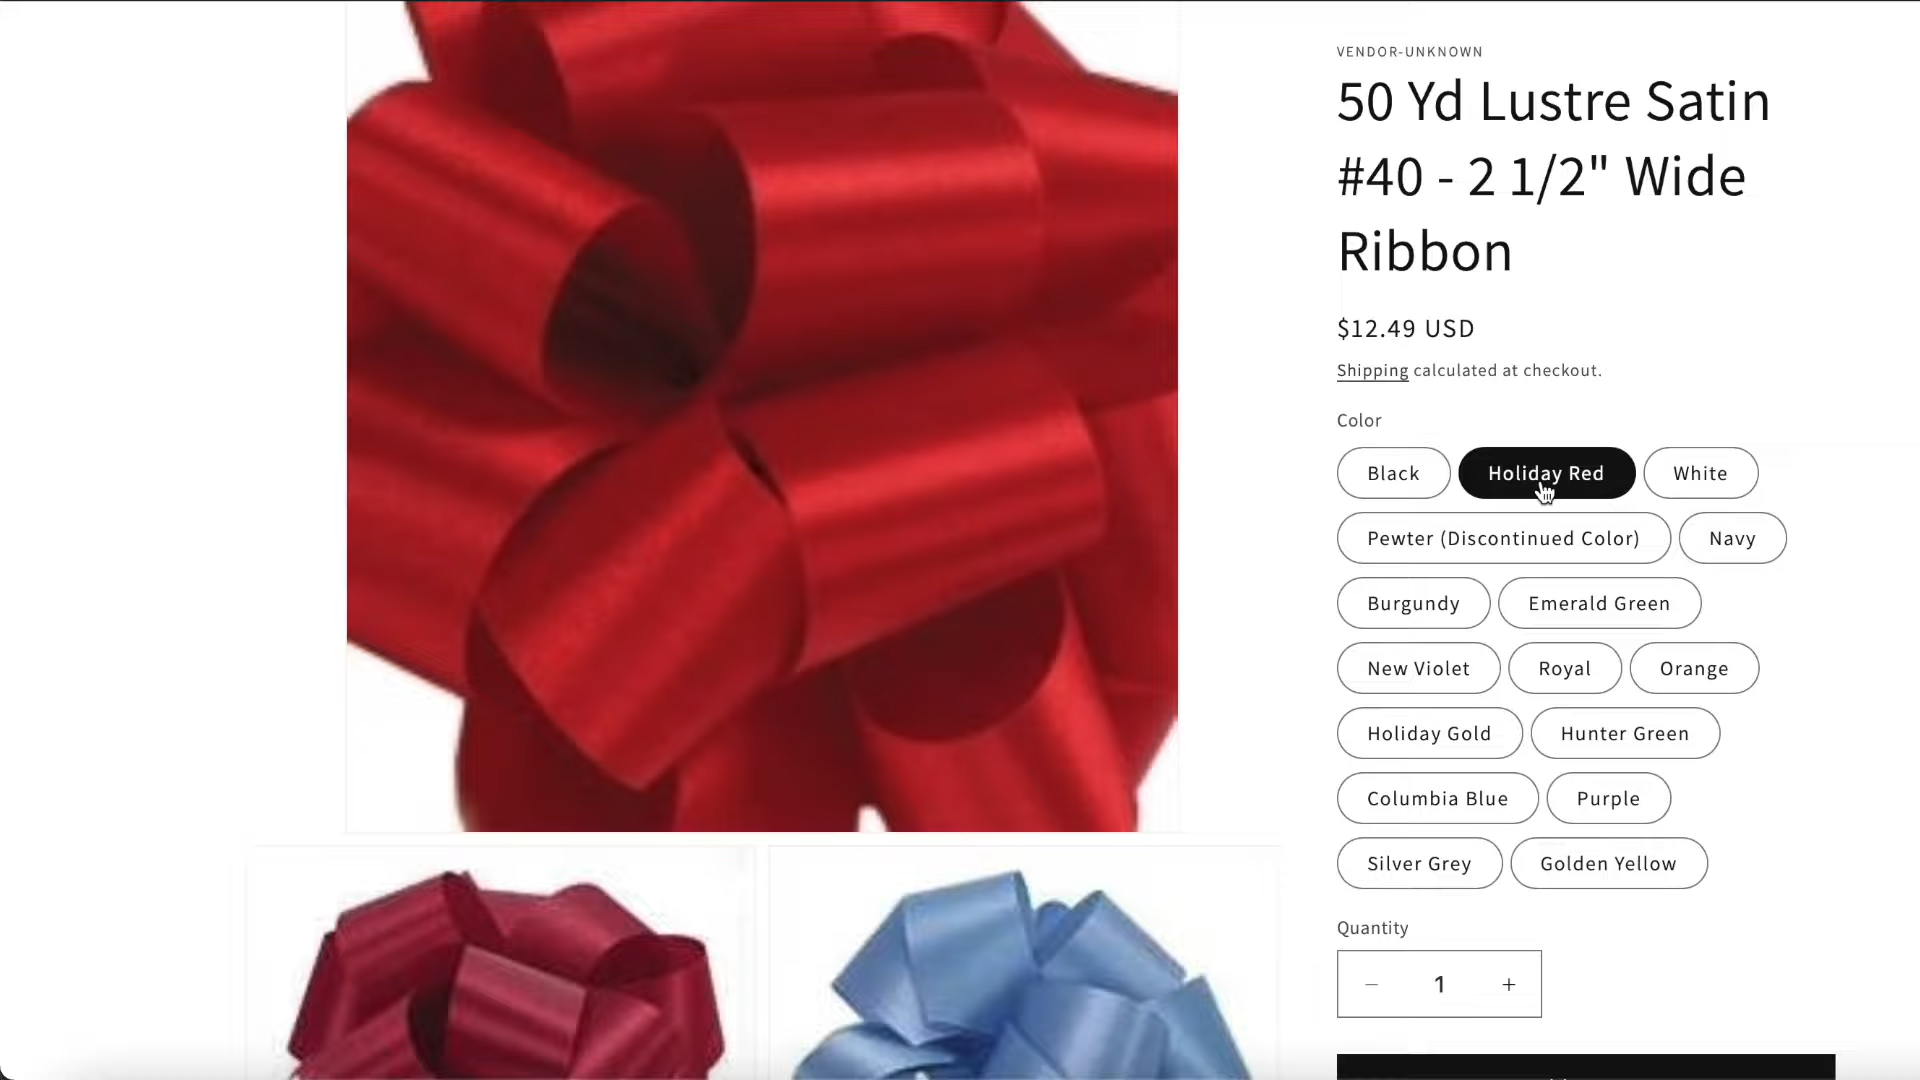 VENDOR-UNKNOWN
50 Yd Lustre Satin
#40 - 2 1/2" Wide
Ribbon
$12.49 USD
Shipping calculated at checkout.
Color
Black Holiday Red White
Pewter (Discontinued Color) Navy
Burgundy Emerald Green
New Violet Royal Orange
Holiday Gold Hunter Green
Columbia Blue Purple
Silver Grey Golden Yellow
Quantity
− 1 +